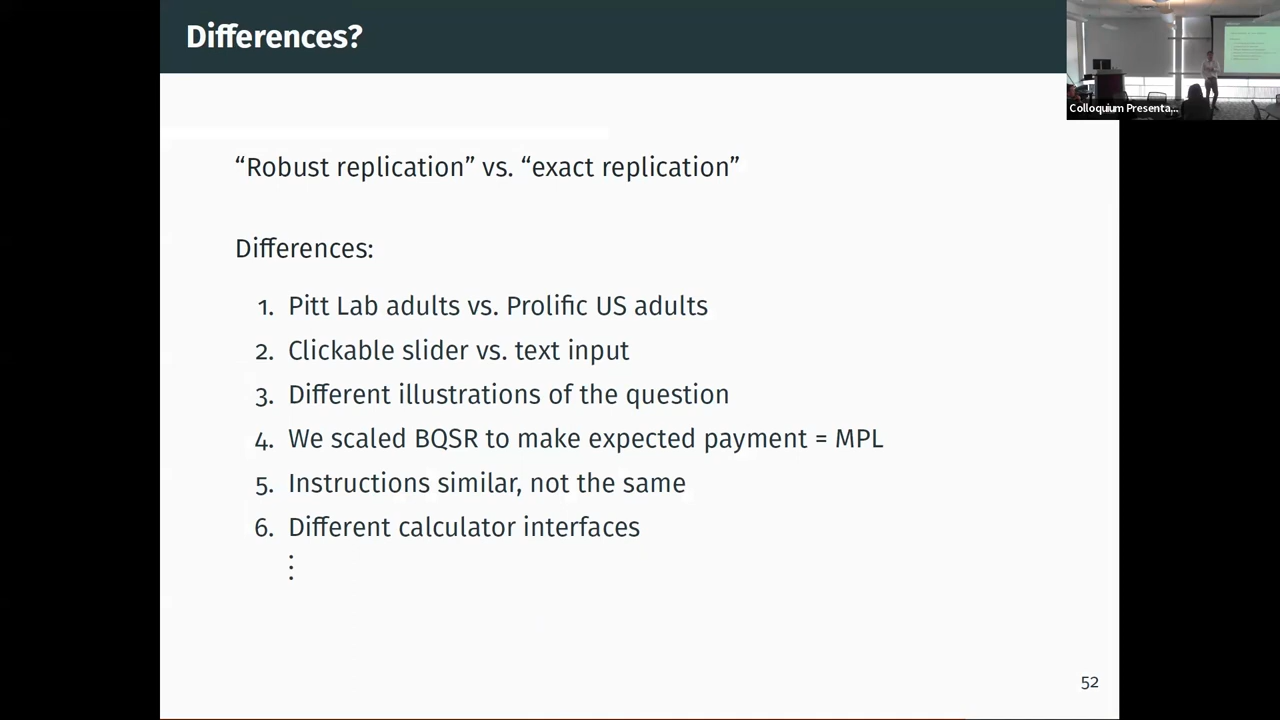 Differences?
Colloquium Presenta...
“Robust replication” vs. “exact replication”
Differences:
1. Pitt Lab adults vs. Prolific US adults
2. Clickable slider vs. text input
3. Different illustrations of the question
4. We scaled BQSR to make expected payment = MPL
5. Instructions similar, not the same
6. Different calculator interfaces
⋮
52